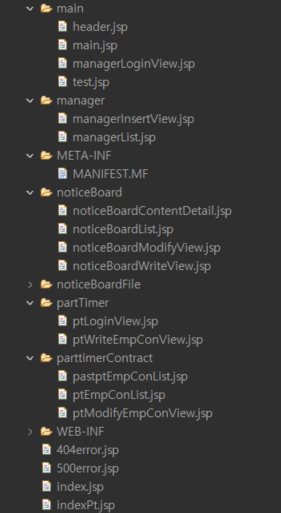 main
header.jsp
main.jsp
managerLoginView.jsp
test.jsp
manager
managerInsertView.jsp
managerList.jsp
META-INF
MANIFEST.MF
noticeBoard
noticeBoardContentDetail.jsp
noticeBoardList.jsp
noticeBoardModifyView.jsp
noticeBoardWriteView.jsp
noticeBoardFile
partTimer
ptLoginView.jsp
ptWriteEmpConView.jsp
parttimerContract
pastptEmpConList.jsp
ptEmpConList.jsp
ptModifyEmpConView.jsp
WEB-INF
404error.jsp
500error.jsp
index.jsp
indexPt.jsp